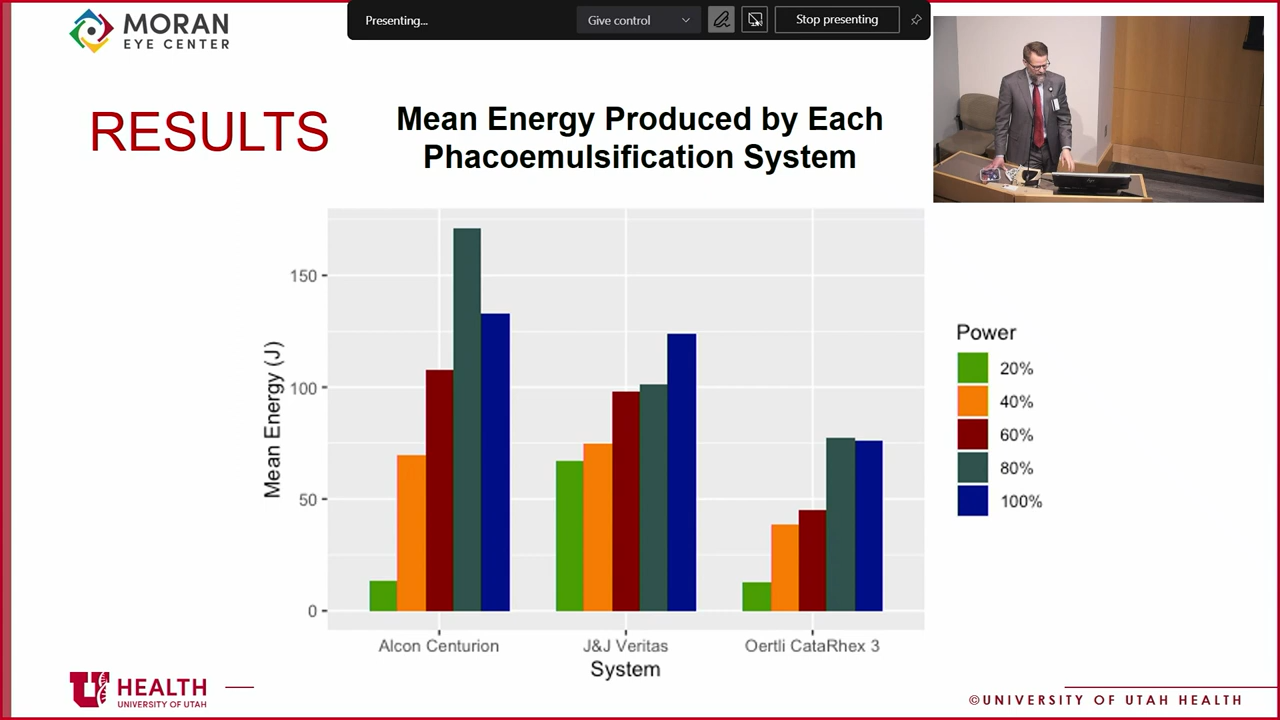 MORAN
EYE CENTER
Presenting...
Give control
Stop presenting
RESULTS
Mean Energy Produced by Each
Phacoemulsification System
Mean Energy (J)
150
100
50
0
Alcon Centurion
J&J Veritas
Oertli CataRhex 3
System
Power
20%
40%
60%
80%
100%
U HEALTH
UNIVERSITY OF UTAH
©UNIVERSITY OF UTAH HEALTH